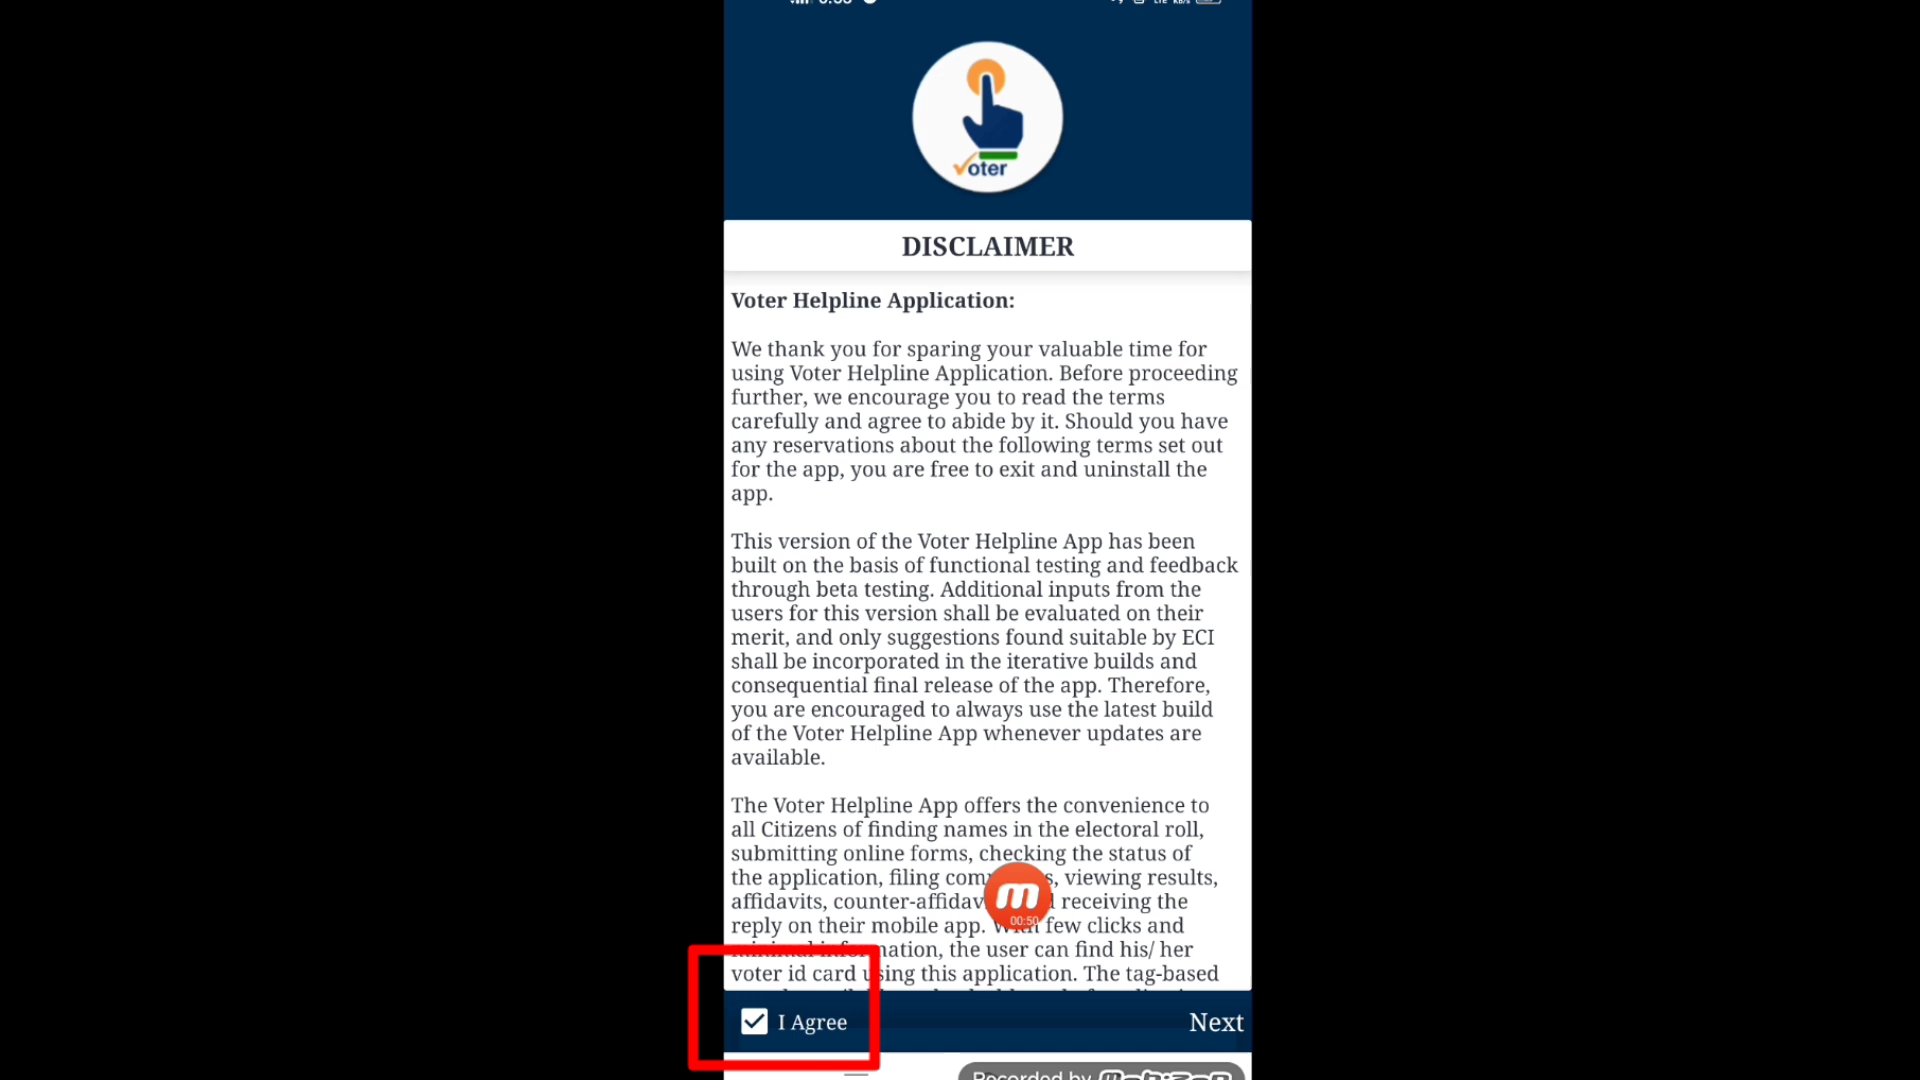 Voter
DISCLAIMER
Voter Helpline Application:
We thank you for sparing your valuable time for
using Voter Helpline Application. Before proceeding
further, we encourage you to read the terms
carefully and agree to abide by it. Should you have
any reservations about the following terms set out
for the app, you are free to exit and uninstall the
app.
This version of the Voter Helpline App has been
built on the basis of functional testing and feedback
through beta testing. Additional inputs from the
users for this version shall be evaluated on their
merit, and only suggestions found suitable by ECI
shall be incorporated in the iterative builds and
consequential final release of the app. Therefore,
you are encouraged to always use the latest build
of the Voter Helpline App whenever updates are
available.
The Voter Helpline App offers the convenience to
all Citizens of finding names in the electoral roll,
submitting online forms, checking the status of
the application, filing viewing results,
affidavits, receiving the
reply on their mobile app. few clicks and
the user can find his/ her
voter id card using this application. The tag-based
m
00:50
I Agree
Next
Recorded by